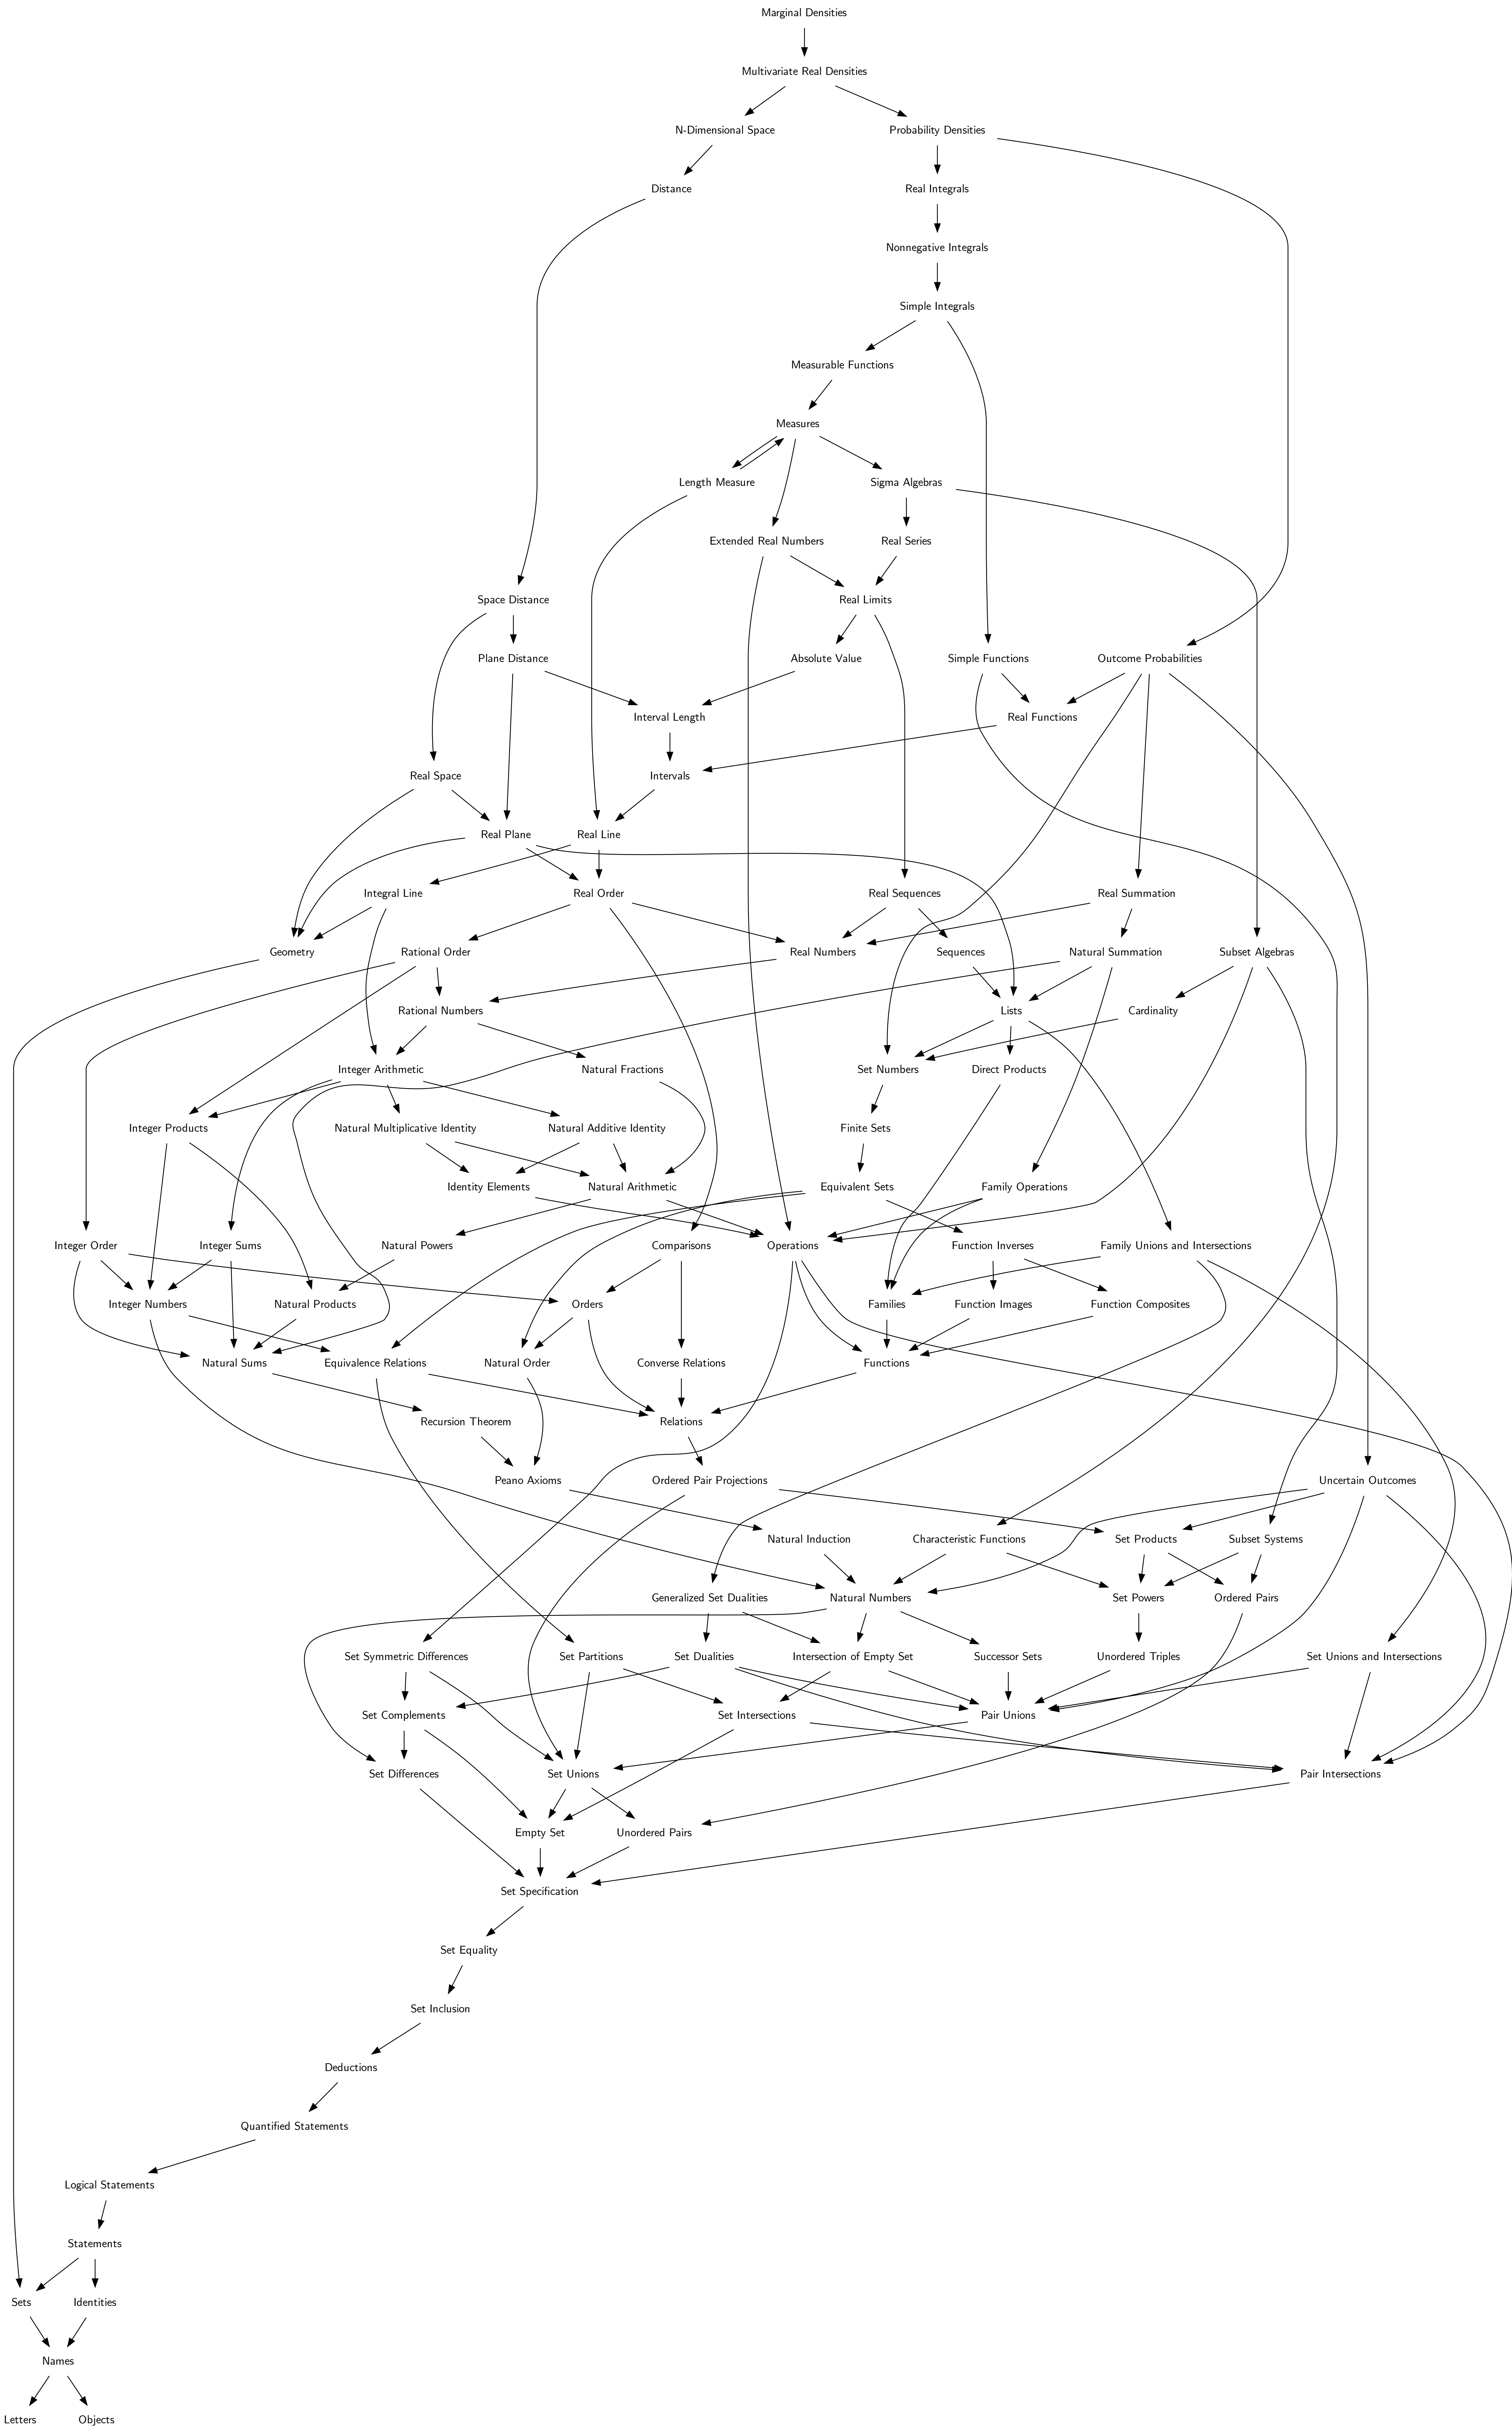 Marginal Densities
Multivariate Real Densities
N-Dimensional Space
Probability Densities
Distance
Real Integrals
Nonnegative Integrals
Simple Integrals
Measurable Functions
Measures
Length Measure
Sigma Algebras
Extended Real Numbers
Real Series
Space Distance
Real Limits
Plane Distance
Absolute Value
Simple Functions
Outcome Probabilities
Interval Length
Real Functions
Real Space
Intervals
Real Plane
Real Line
Integral Line
Real Order
Real Sequences
Real Summation
Geometry
Rational Order
Real Numbers
Sequences
Natural Summation
Subset Algebras
Rational Numbers
Lists
Cardinality
Integer Arithmetic
Natural Fractions
Set Numbers
Direct Products
Integer Products
Natural Multiplicative Identity
Natural Additive Identity
Finite Sets
Identity Elements
Natural Arithmetic
Equivalent Sets
Family Operations
Integer Order
Integer Sums
Natural Powers
Comparisons
Operations
Function Inverses
Family Unions and Intersections
Integer Numbers
Natural Products
Orders
Families
Function Images
Function Composites
Natural Sums
Equivalence Relations
Natural Order
Converse Relations
Functions
Recursion Theorem
Relations
Peano Axioms
Ordered Pair Projections
Uncertain Outcomes
Natural Induction
Characteristic Functions
Set Products
Subset Systems
Generalized Set Dualities
Natural Numbers
Set Powers
Ordered Pairs
Set Symmetric Differences
Set Partitions
Set Dualities
Intersection of Empty Set
Successor Sets
Unordered Triples
Set Unions and Intersections
Set Complements
Set Intersections
Pair Unions
Set Differences
Set Unions
Pair Intersections
Empty Set
Unordered Pairs
Set Specification
Set Equality
Set Inclusion
Deductions
Quantified Statements
Logical Statements
Statements
Sets
Identities
Names
Letters
Objects